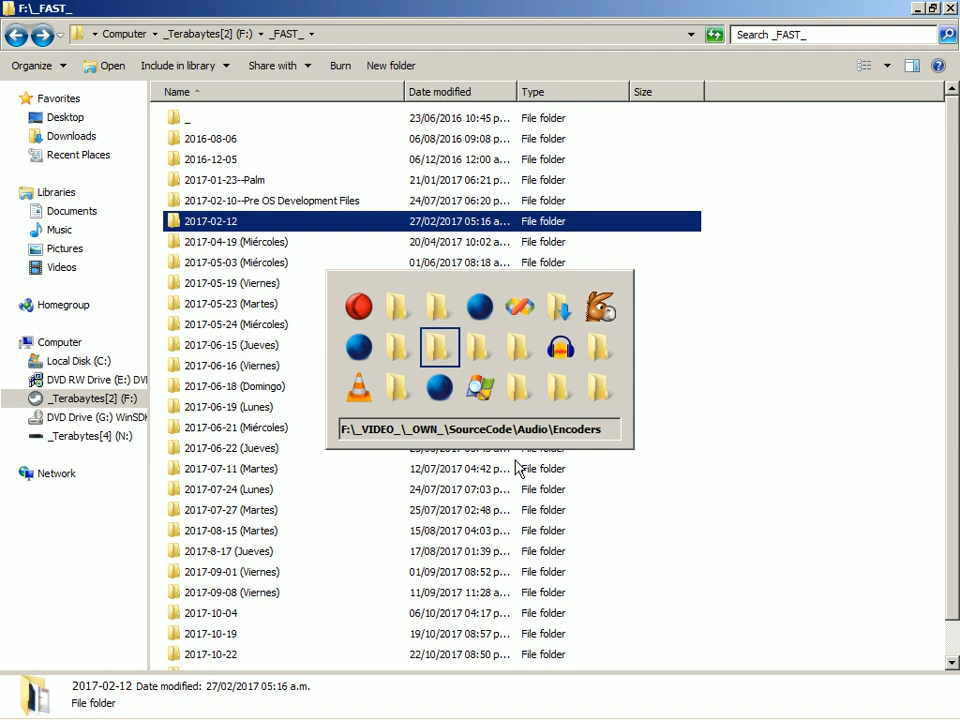 F:\_FAST_
Computer _Terabaytes[2] (F:) _FAST_
Search _FAST_
Organize Open Include in library Share with Burn New folder
Name Date modified Type Size
Favorites
Desktop
Downloads
Recent Places
Libraries
Documents
Music
Pictures
Videos
Homegroup
Computer
Local Disk (C:)
DVD RW Drive (E:) DVI
_Terabaytes[2] (F:)
DVD Drive (G:) WinSDK
_Terabytes[4] (N:)
Network
_ 23/06/2016 10:45 p... File folder
2016-08-06 06/08/2016 09:08 p... File folder
2016-12-05 06/12/2016 12:00 a... File folder
2017-01-23--Palm 21/01/2017 06:21 p... File folder
2017-02-10--Pre OS Development Files 24/07/2017 06:20 p... File folder
2017-02-12 27/02/2017 05:16 a... File folder
2017-04-19 (Miércoles) 20/04/2017 10:02 a... File folder
2017-05-03 (Miércoles) 01/06/2017 08:18 a... File folder
2017-05-19 (Viernes)
2017-05-23 (Martes)
2017-05-24 (Miércoles)
2017-06-15 (Jueves)
2017-06-16 (Viernes)
2017-06-18 (Domingo)
2017-06-19 (Lunes)
2017-06-21 (Miércoles)
2017-06-22 (Jueves) File folder
2017-07-11 (Martes) 12/07/2017 04:42 p... File folder
2017-07-24 (Lunes) 24/07/2017 07:03 p... File folder
2017-07-27 (Martes) 25/07/2017 02:48 p... File folder
2017-08-15 (Martes) 15/08/2017 04:03 p... File folder
2017-8-17 (Jueves) 17/08/2017 01:39 p... File folder
2017-09-01 (Viernes) 01/09/2017 08:52 p... File folder
2017-09-08 (Viernes) 11/09/2017 11:28 a... File folder
2017-10-04 06/10/2017 04:17 p... File folder
2017-10-19 19/10/2017 08:57 p... File folder
2017-10-22 22/10/2017 08:50 p... File folder
F:\_VIDEO_\_OWN_\SourceCode\Audio\Encoders
2017-02-12 Date modified: 27/02/2017 05:16 a.m.
File folder